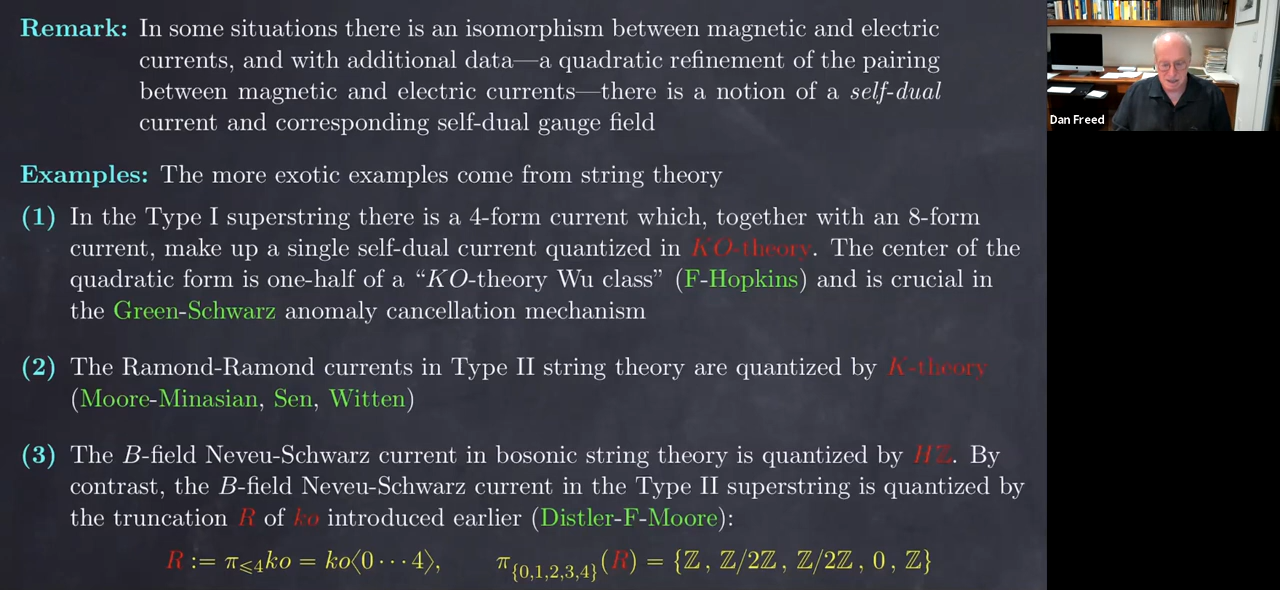 Remark: In some situations there is an isomorphism between magnetic and electric
currents, and with additional data—a quadratic refinement of the pairing
between magnetic and electric currents—there is a notion of a self-dual
current and corresponding self-dual gauge field
Dan Freed
Examples: The more exotic examples come from string theory
(1) In the Type I superstring there is a 4-form current which, together with an 8-form
current, make up a single self-dual current quantized in KO-theory. The center of the
quadratic form is one-half of a “KO-theory Wu class” (F-Hopkins) and is crucial in
the Green-Schwarz anomaly cancellation mechanism
(2) The Ramond-Ramond currents in Type II string theory are quantized by K-theory
(Moore-Minasian, Sen, Witten)
(3) The B-field Neveu-Schwarz current in bosonic string theory is quantized by Hℤ. By
contrast, the B-field Neveu-Schwarz current in the Type II superstring is quantized by
the truncation R of ko introduced earlier (Distler-F-Moore):
R := π⩽4ko = ko⟨0 ··· 4⟩, π{0,1,2,3,4}(R) = {ℤ, ℤ/2ℤ, ℤ/2ℤ, 0, ℤ}